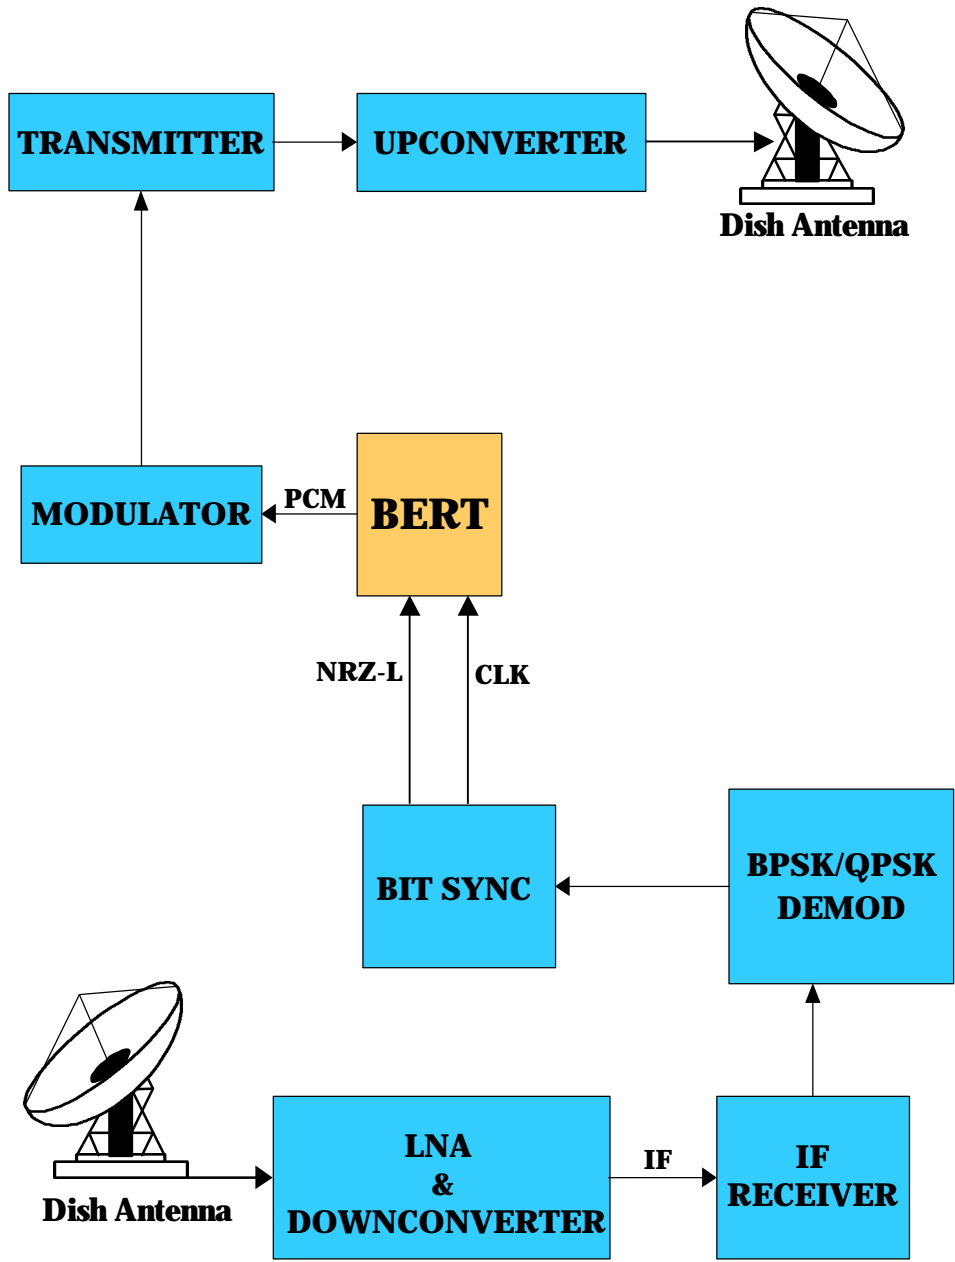 TRANSMITTER
UPCONVERTER
Dish Antenna
MODULATOR
PCM
BERT
NRZ-L
CLK
BIT SYNC
BPSK/QPSK
DEMOD
Dish Antenna
LNA
&
DOWNCONVERTER
IF
IF
RECEIVER